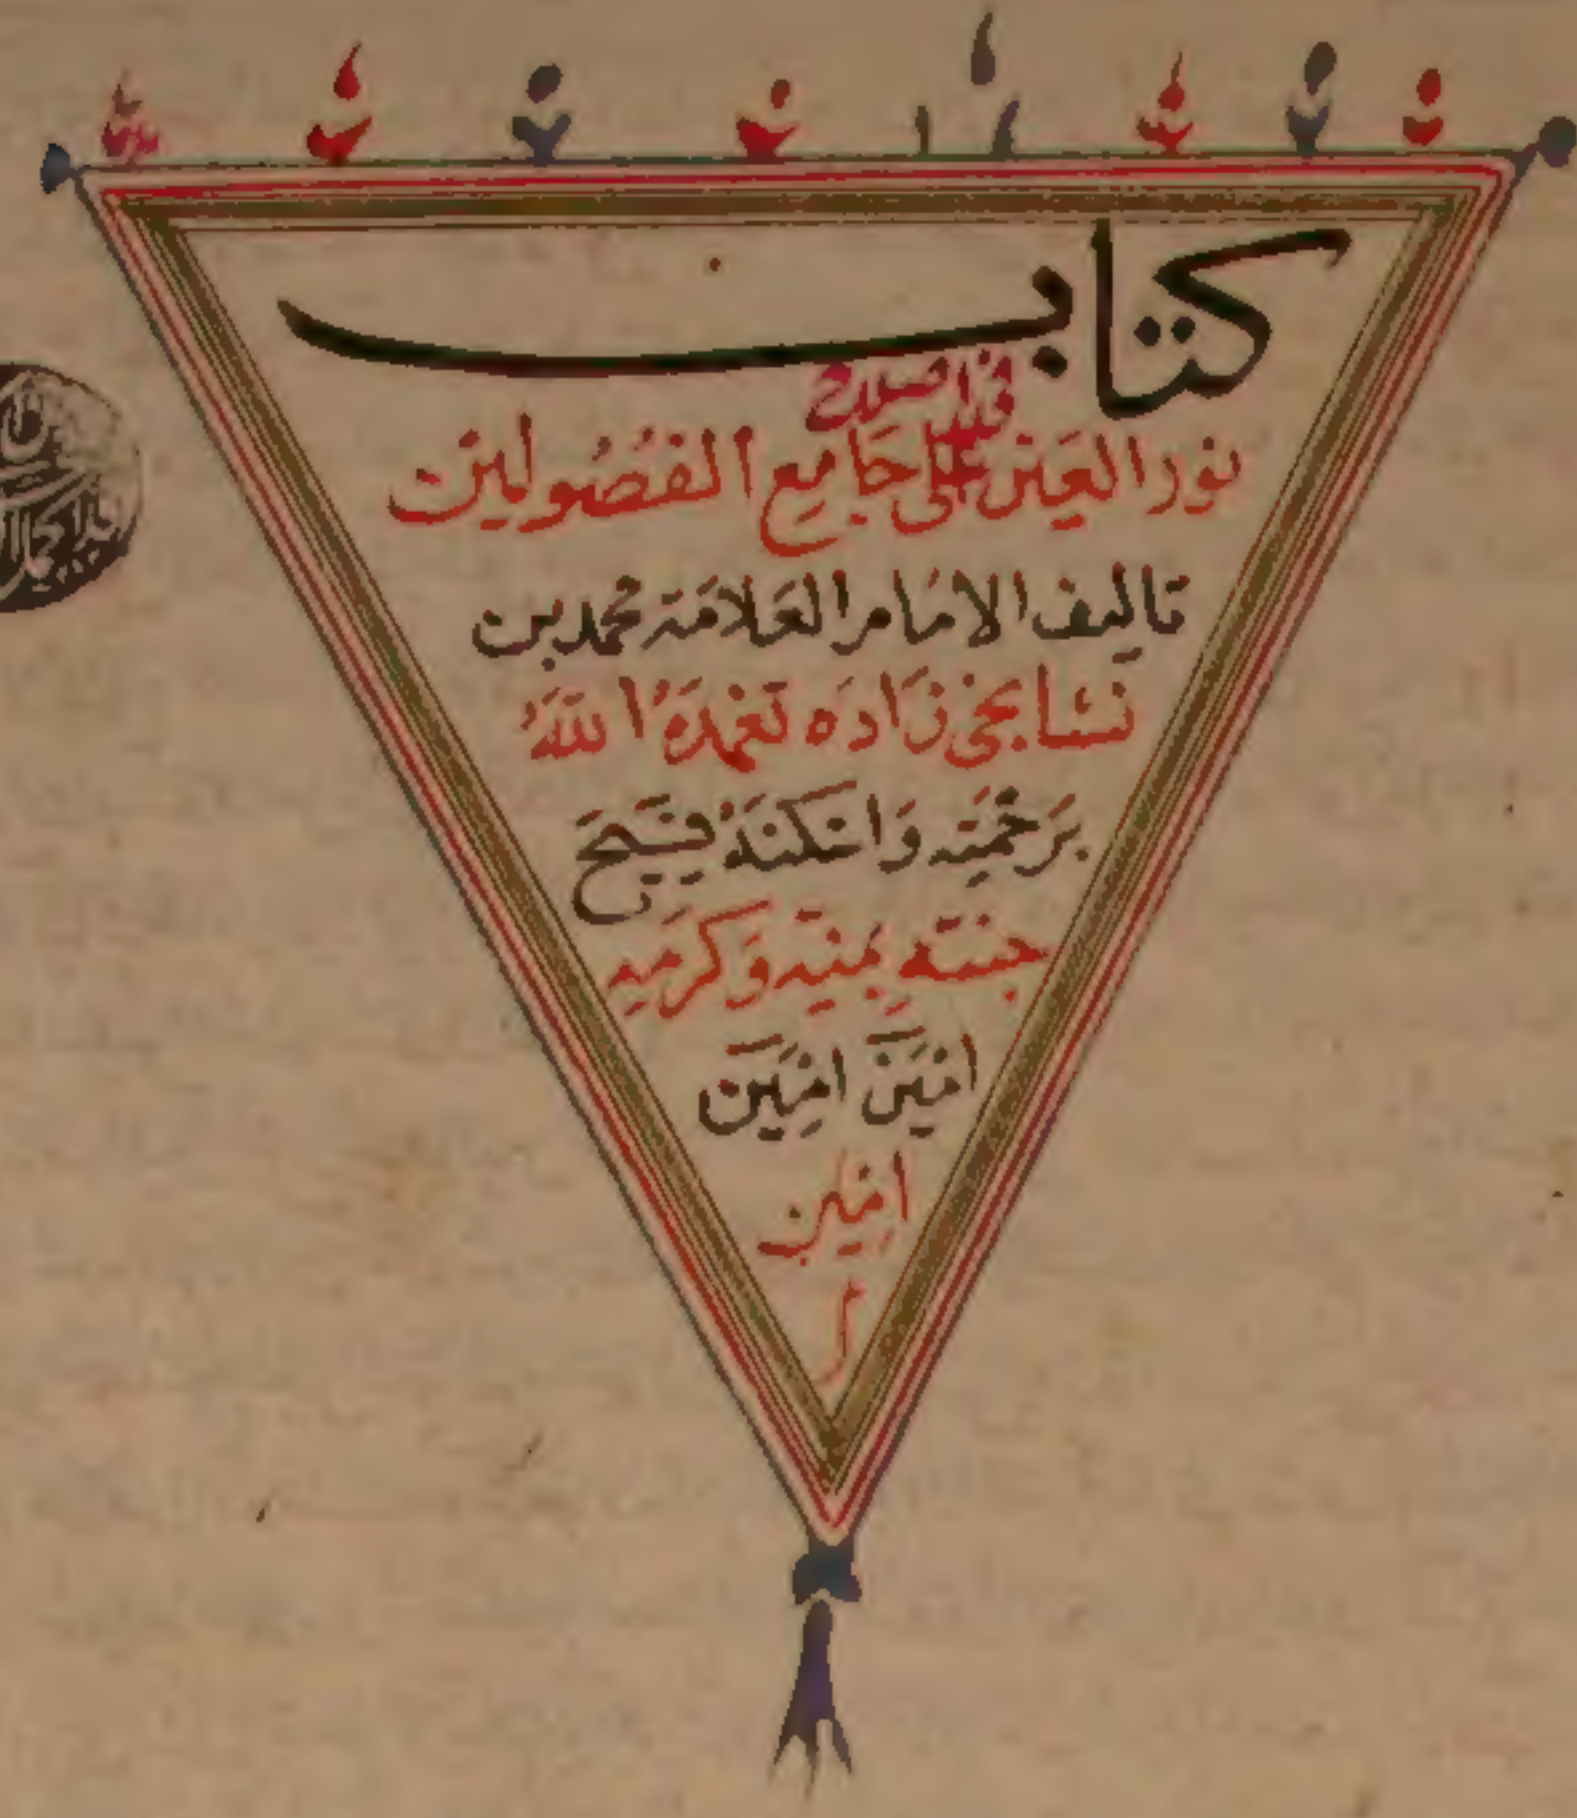 كتاب
في اصلاح
نور العين على جامع الفصولين
تاليف الامام العلامة محمد بن
نشانجى زاده تغمده الله
برحمته واسكنه فسيح
جنته بمنه وكرمه
امين امين
امين
م